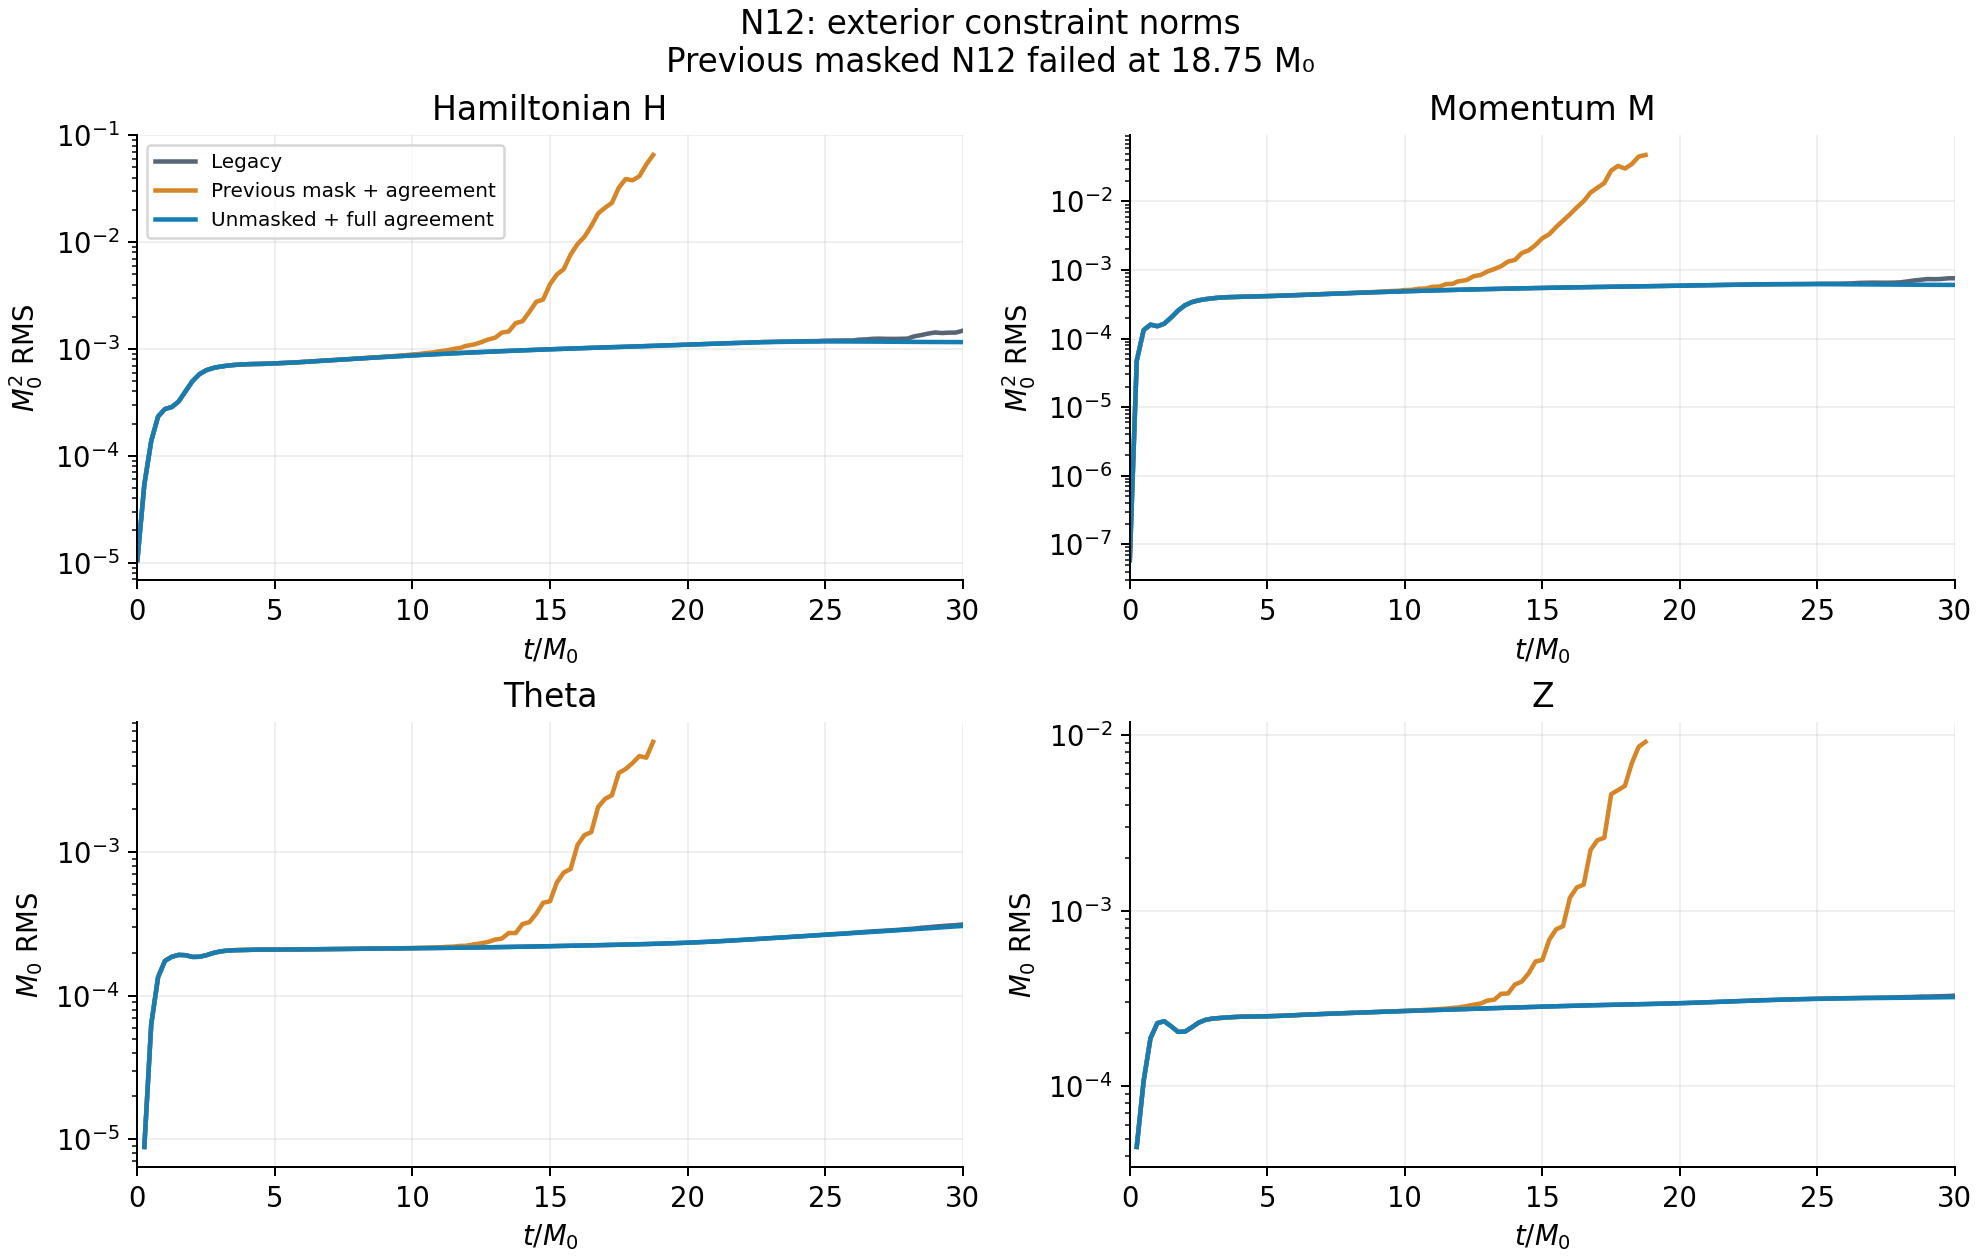 N12: exterior constraint norms
Previous masked N12 failed at 18.75 M₀
Hamiltonian H
10⁻¹
10⁻²
10⁻³
10⁻⁴
10⁻⁵
M₀² RMS
Legacy
Previous mask + agreement
Unmasked + full agreement
0 5 10 15 20 25 30
t/M₀
Momentum M
10⁻²
10⁻³
10⁻⁴
10⁻⁵
10⁻⁶
10⁻⁷
M₀² RMS
0 5 10 15 20 25 30
t/M₀
Theta
10⁻³
10⁻⁴
10⁻⁵
M₀ RMS
0 5 10 15 20 25 30
t/M₀
Z
10⁻²
10⁻³
10⁻⁴
M₀ RMS
0 5 10 15 20 25 30
t/M₀